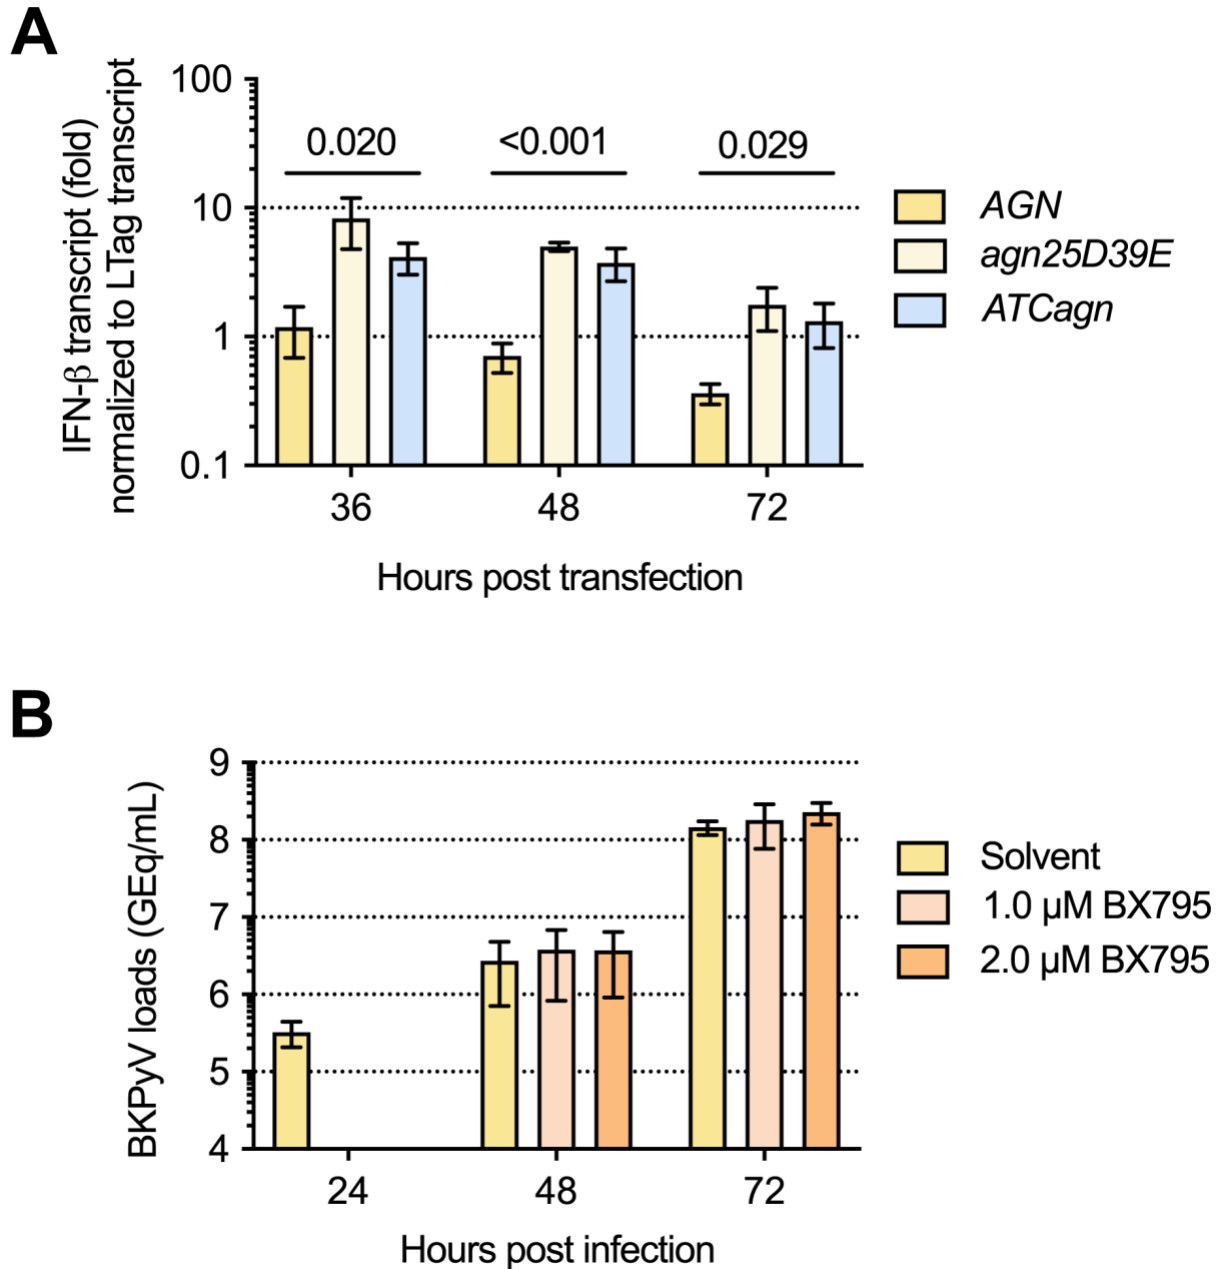 A
IFN-β transcript (fold)
normalized to LTag transcript
100
10
1
0.1
0.020
<0.001
0.029
AGN
agn25D39E
ATCagn
36
48
72
Hours post transfection
B
BKPyV loads (GEq/mL)
9
8
7
6
5
4
Solvent
1.0 µM BX795
2.0 µM BX795
24
48
72
Hours post infection